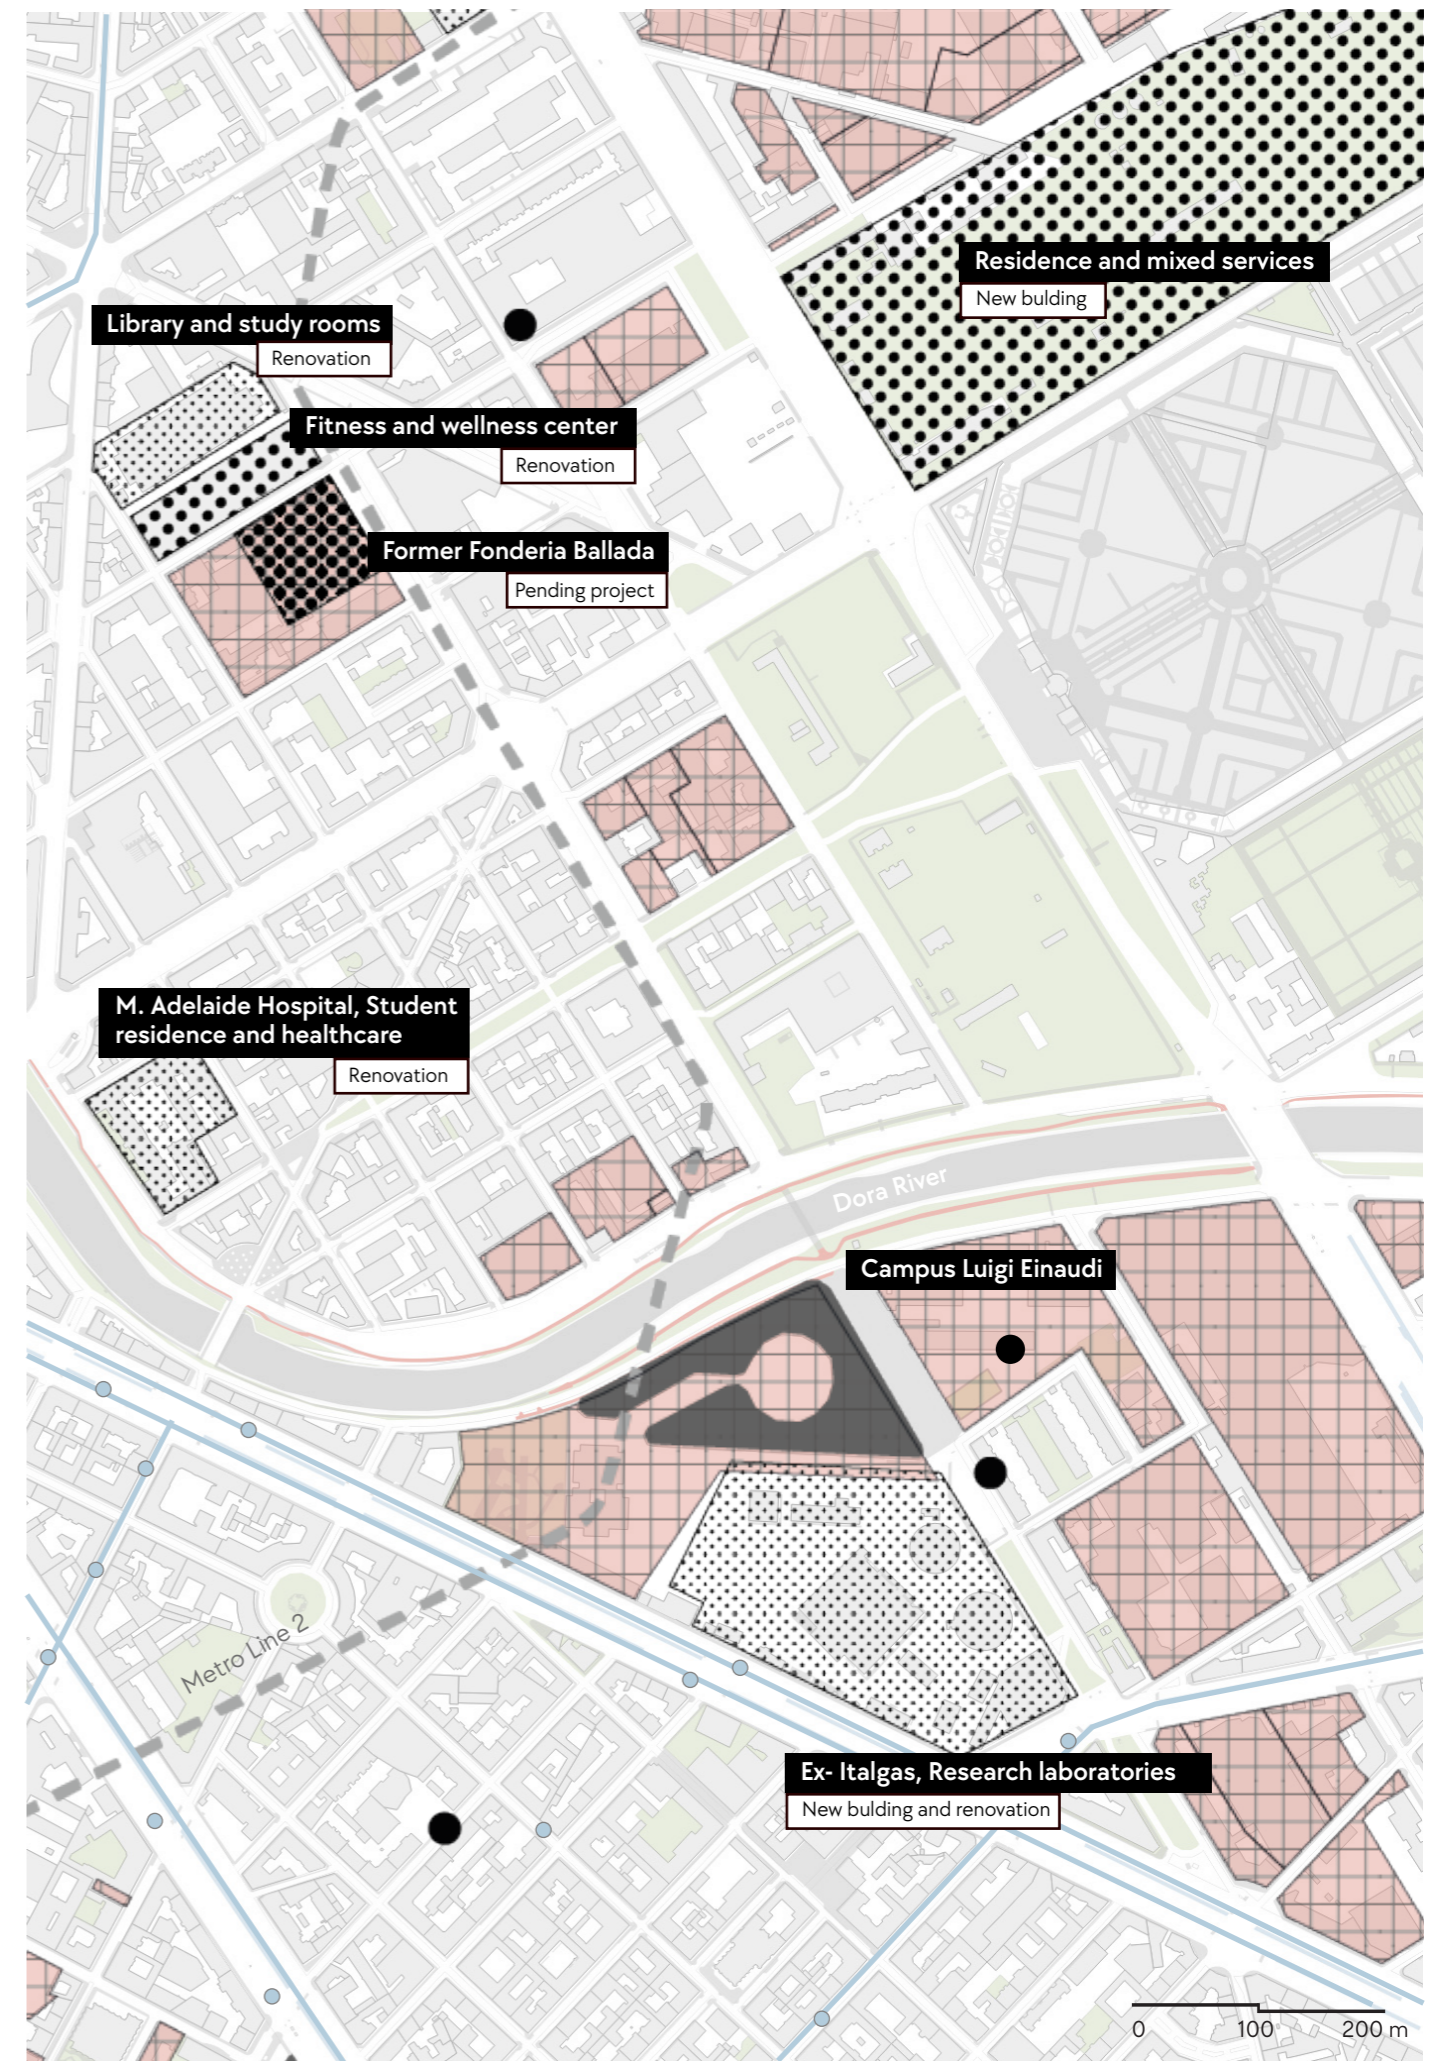 Residence and mixed services
New bulding
Library and study rooms
Renovation
Fitness and wellness center
Renovation
Former Fonderia Ballada
Pending project
M. Adelaide Hospital, Student
residence and healthcare
Renovation
Dora River
Campus Luigi Einaudi
Metro Line 2
Ex- Italgas, Research laboratories
New bulding and renovation
0 100 200 m